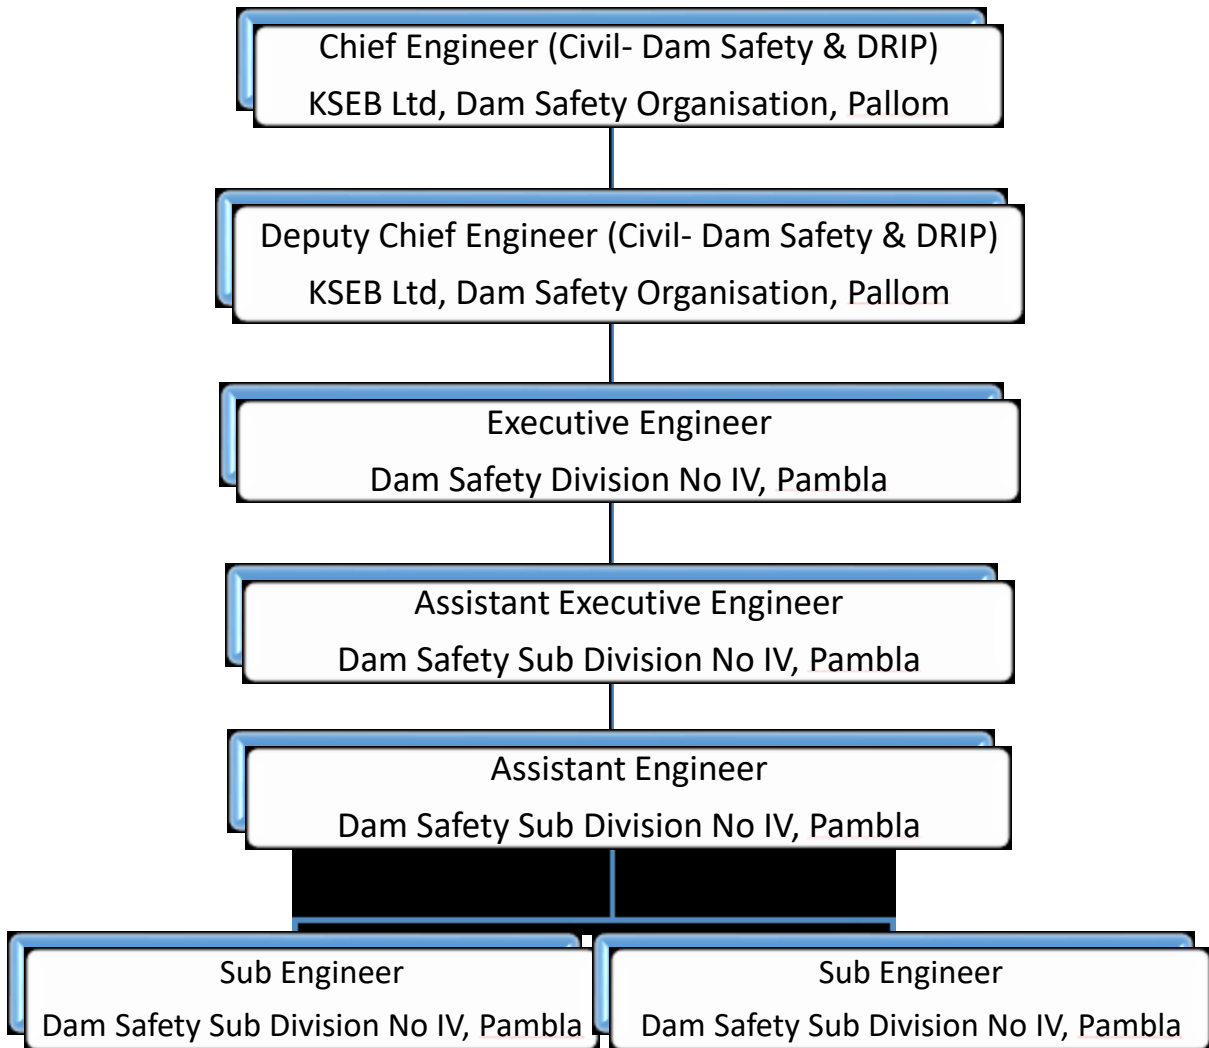 Chief Engineer (Civil- Dam Safety & DRIP)
KSEB Ltd, Dam Safety Organisation, Pallom
Deputy Chief Engineer (Civil- Dam Safety & DRIP)
KSEB Ltd, Dam Safety Organisation, Pallom
Executive Engineer
Dam Safety Division No IV, Pambla
Assistant Executive Engineer
Dam Safety Sub Division No IV, Pambla
Assistant Engineer
Dam Safety Sub Division No IV, Pambla
Sub Engineer
Dam Safety Sub Division No IV, Pambla
Sub Engineer
Dam Safety Sub Division No IV, Pambla